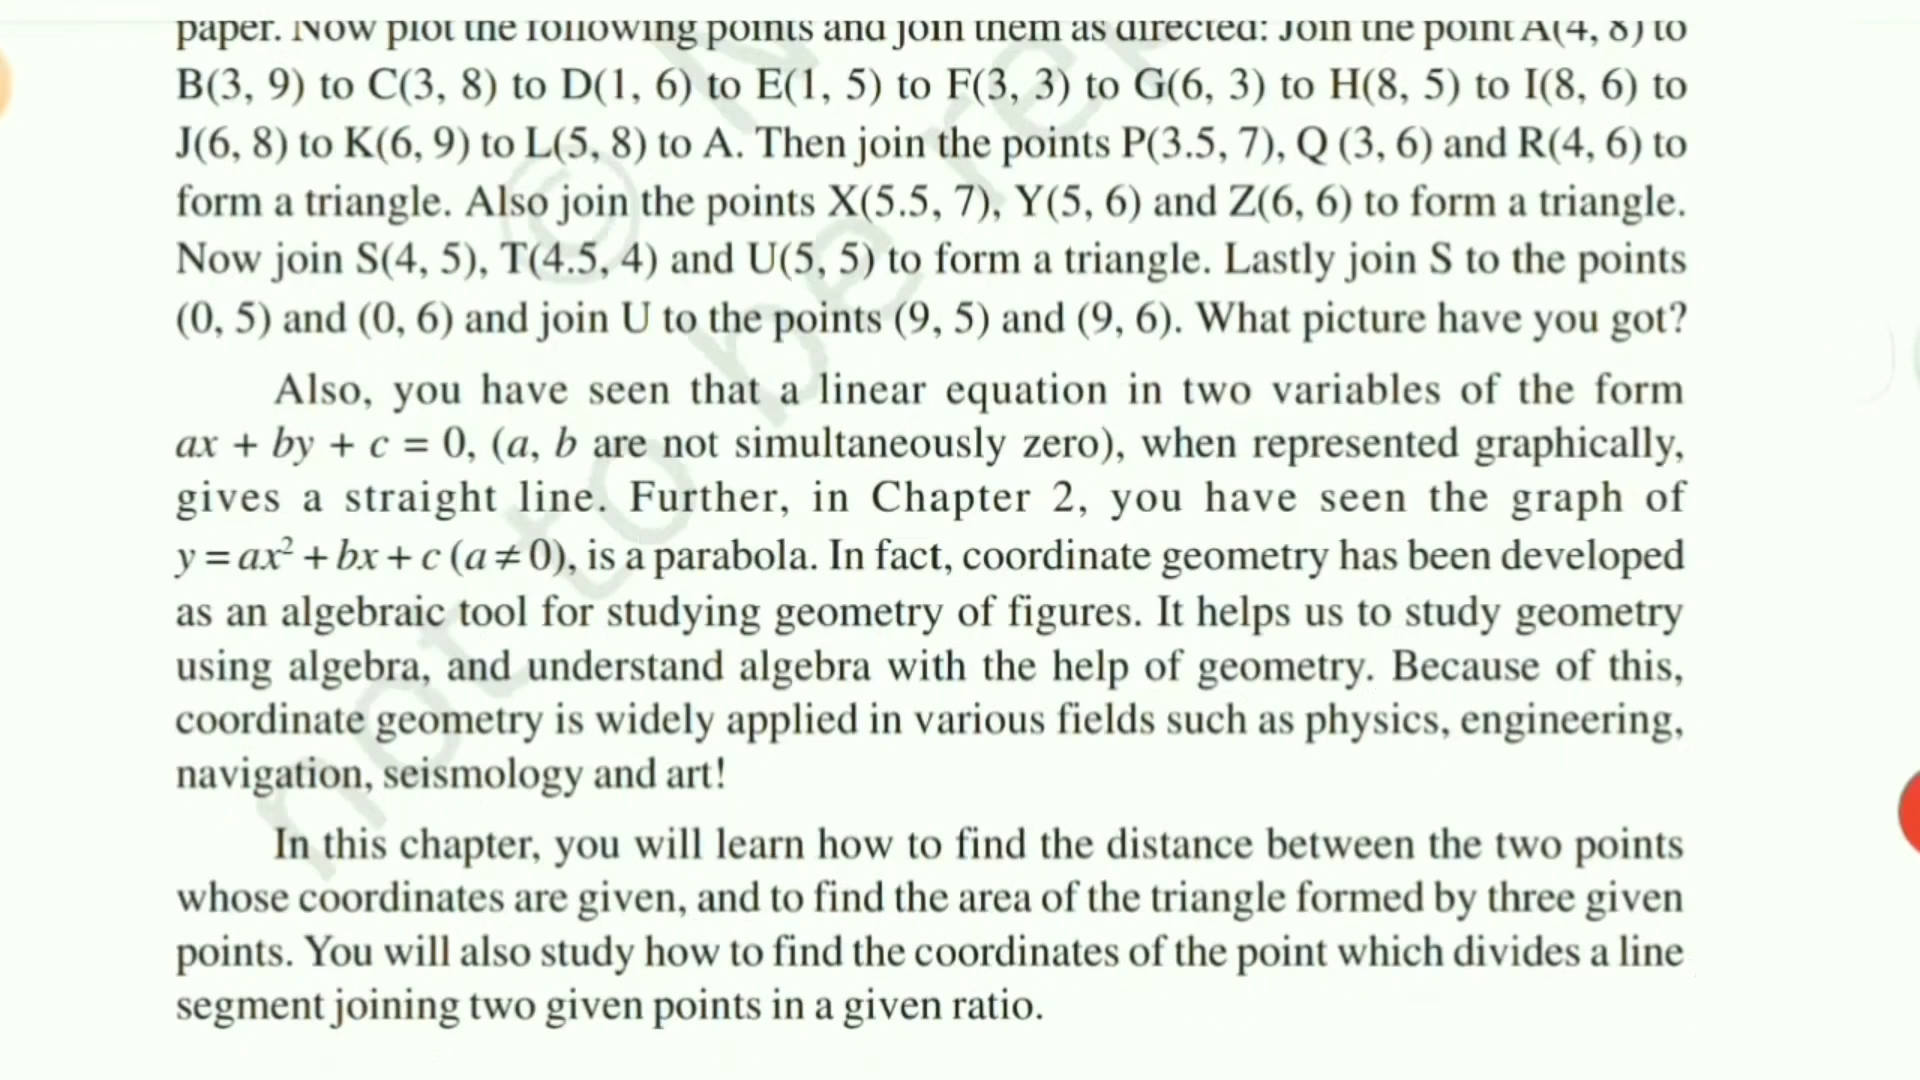 paper. Now plot the following points and join them as directed: Join the point A(4, 8) to
B(3, 9) to C(3, 8) to D(1, 6) to E(1, 5) to F(3, 3) to G(6, 3) to H(8, 5) to I(8, 6) to
J(6, 8) to K(6, 9) to L(5, 8) to A. Then join the points P(3.5, 7), Q (3, 6) and R(4, 6) to
form a triangle. Also join the points X(5.5, 7), Y(5, 6) and Z(6, 6) to form a triangle.
Now join S(4, 5), T(4.5, 4) and U(5, 5) to form a triangle. Lastly join S to the points
(0, 5) and (0, 6) and join U to the points (9, 5) and (9, 6). What picture have you got?
Also, you have seen that a linear equation in two variables of the form
ax + by + c = 0, (a, b are not simultaneously zero), when represented graphically,
gives a straight line. Further, in Chapter 2, you have seen the graph of
y = ax² + bx + c (a ≠ 0), is a parabola. In fact, coordinate geometry has been developed
as an algebraic tool for studying geometry of figures. It helps us to study geometry
using algebra, and understand algebra with the help of geometry. Because of this,
coordinate geometry is widely applied in various fields such as physics, engineering,
navigation, seismology and art!
In this chapter, you will learn how to find the distance between the two points
whose coordinates are given, and to find the area of the triangle formed by three given
points. You will also study how to find the coordinates of the point which divides a line
segment joining two given points in a given ratio.
©
not to be